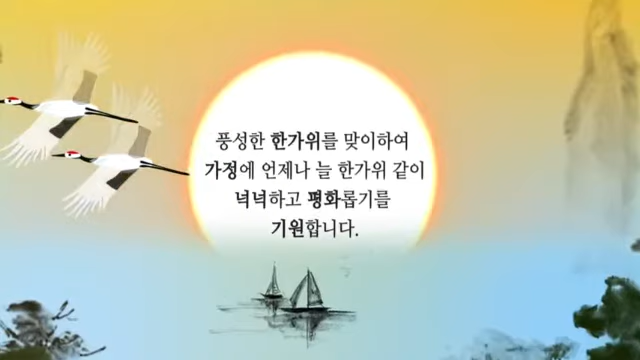 풍성한 한가위를 맞이하여
가정에 언제나 늘 한가위 같이
넉넉하고 평화롭기를
기원합니다.